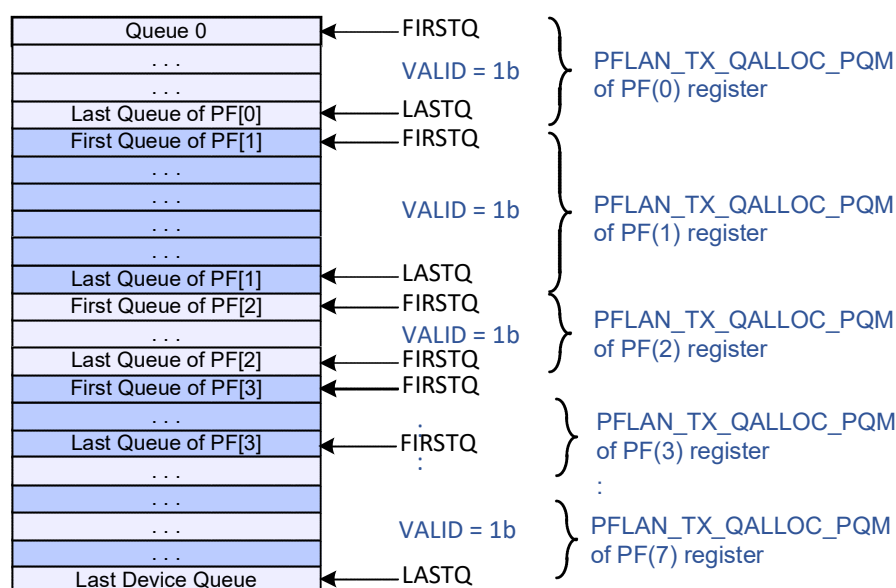 Queue 0
. . .
. . .
Last Queue of PF[0]
First Queue of PF[1]
. . .
. . .
. . .
. . .
Last Queue of PF[1]
First Queue of PF[2]
. . .
Last Queue of PF[2]
First Queue of PF[3]
. . .
Last Queue of PF[3]
. . .
. . .
. . .
. . .
Last Device Queue
FIRSTQ
VALID = 1b
LASTQ
FIRSTQ
VALID = 1b
LASTQ
FIRSTQ
VALID = 1b
FIRSTQ
FIRSTQ
FIRSTQ
:
:
VALID = 1b
LASTQ
PFLAN_TX_QALLOC_PQM
of PF(0) register
PFLAN_TX_QALLOC_PQM
of PF(1) register
PFLAN_TX_QALLOC_PQM
of PF(2) register
PFLAN_TX_QALLOC_PQM
of PF(3) register
:
PFLAN_TX_QALLOC_PQM
of PF(7) register